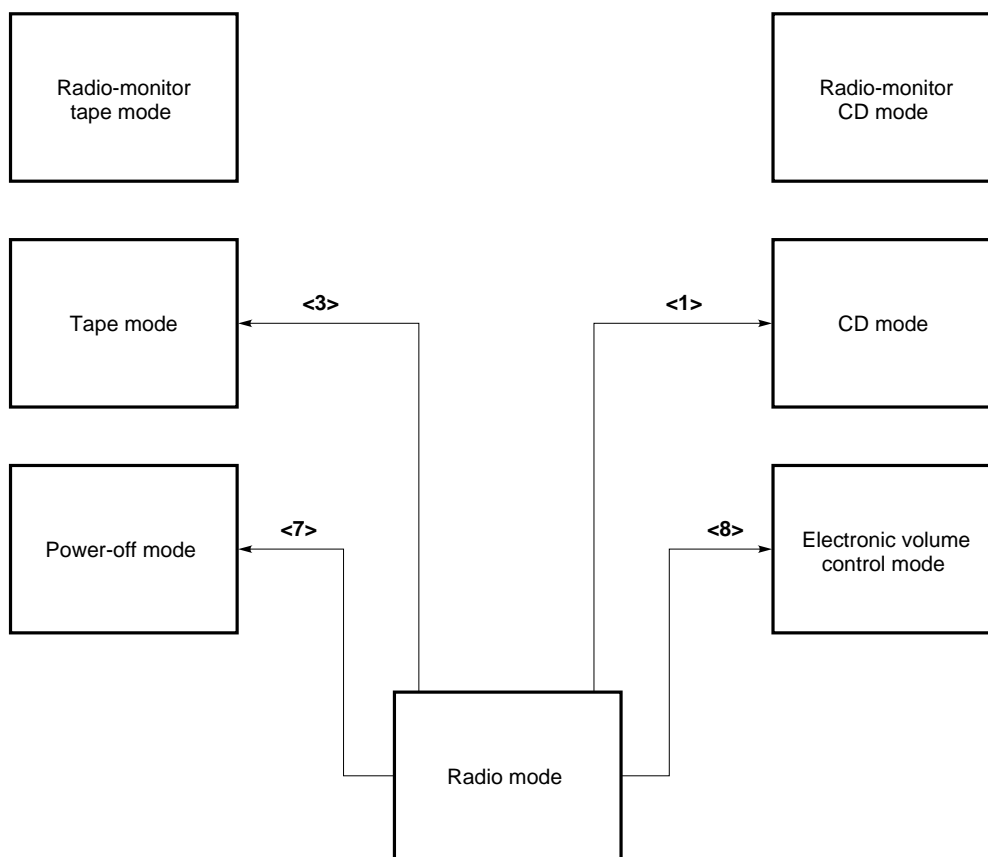 Radio-monitor
tape mode
Radio-monitor
CD mode
<3>
<1>
Tape mode
CD mode
<7>
<8>
Power-off mode
Electronic volume
control mode
Radio mode